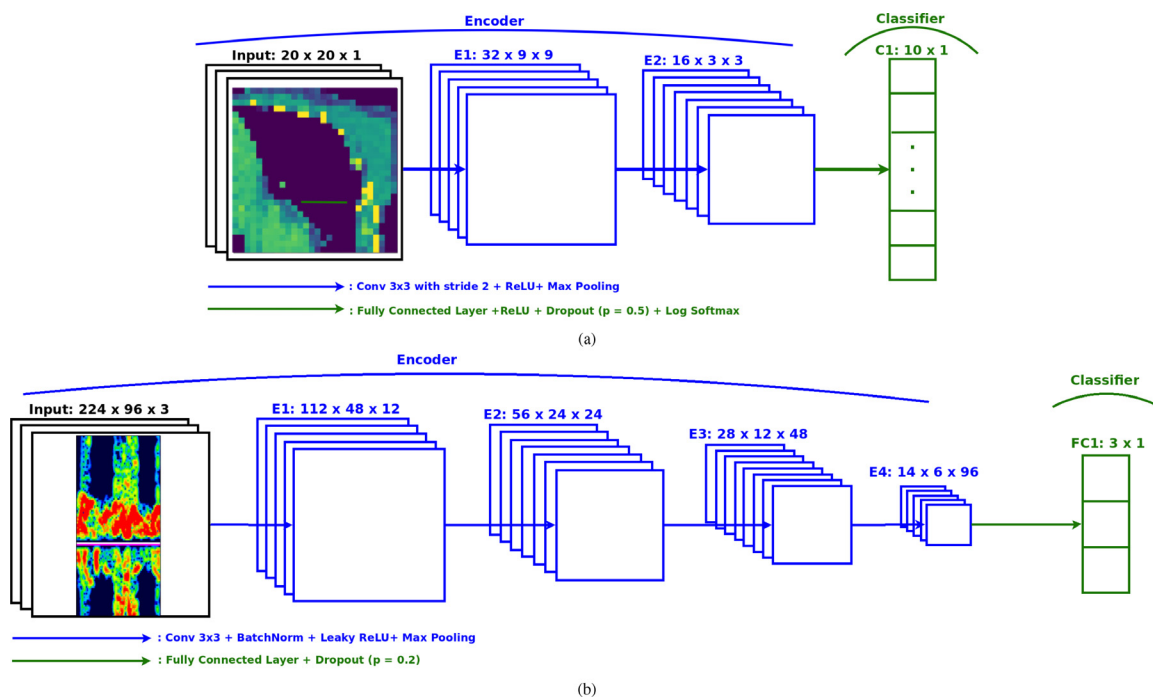 Encoder
Classifier
Input: 20 x 20 x 1
E1: 32 x 9 x 9
E2: 16 x 3 x 3
C1: 10 x 1
: Conv 3x3 with stride 2 + ReLU+ Max Pooling
: Fully Connected Layer +ReLU + Dropout (p = 0.5) + Log Softmax
(a)
Encoder
Classifier
Input: 224 x 96 x 3
E1: 112 x 48 x 12
E2: 56 x 24 x 24
E3: 28 x 12 x 48
E4: 14 x 6 x 96
FC1: 3 x 1
: Conv 3x3 + BatchNorm + Leaky ReLU+ Max Pooling
: Fully Connected Layer + Dropout (p = 0.2)
(b)